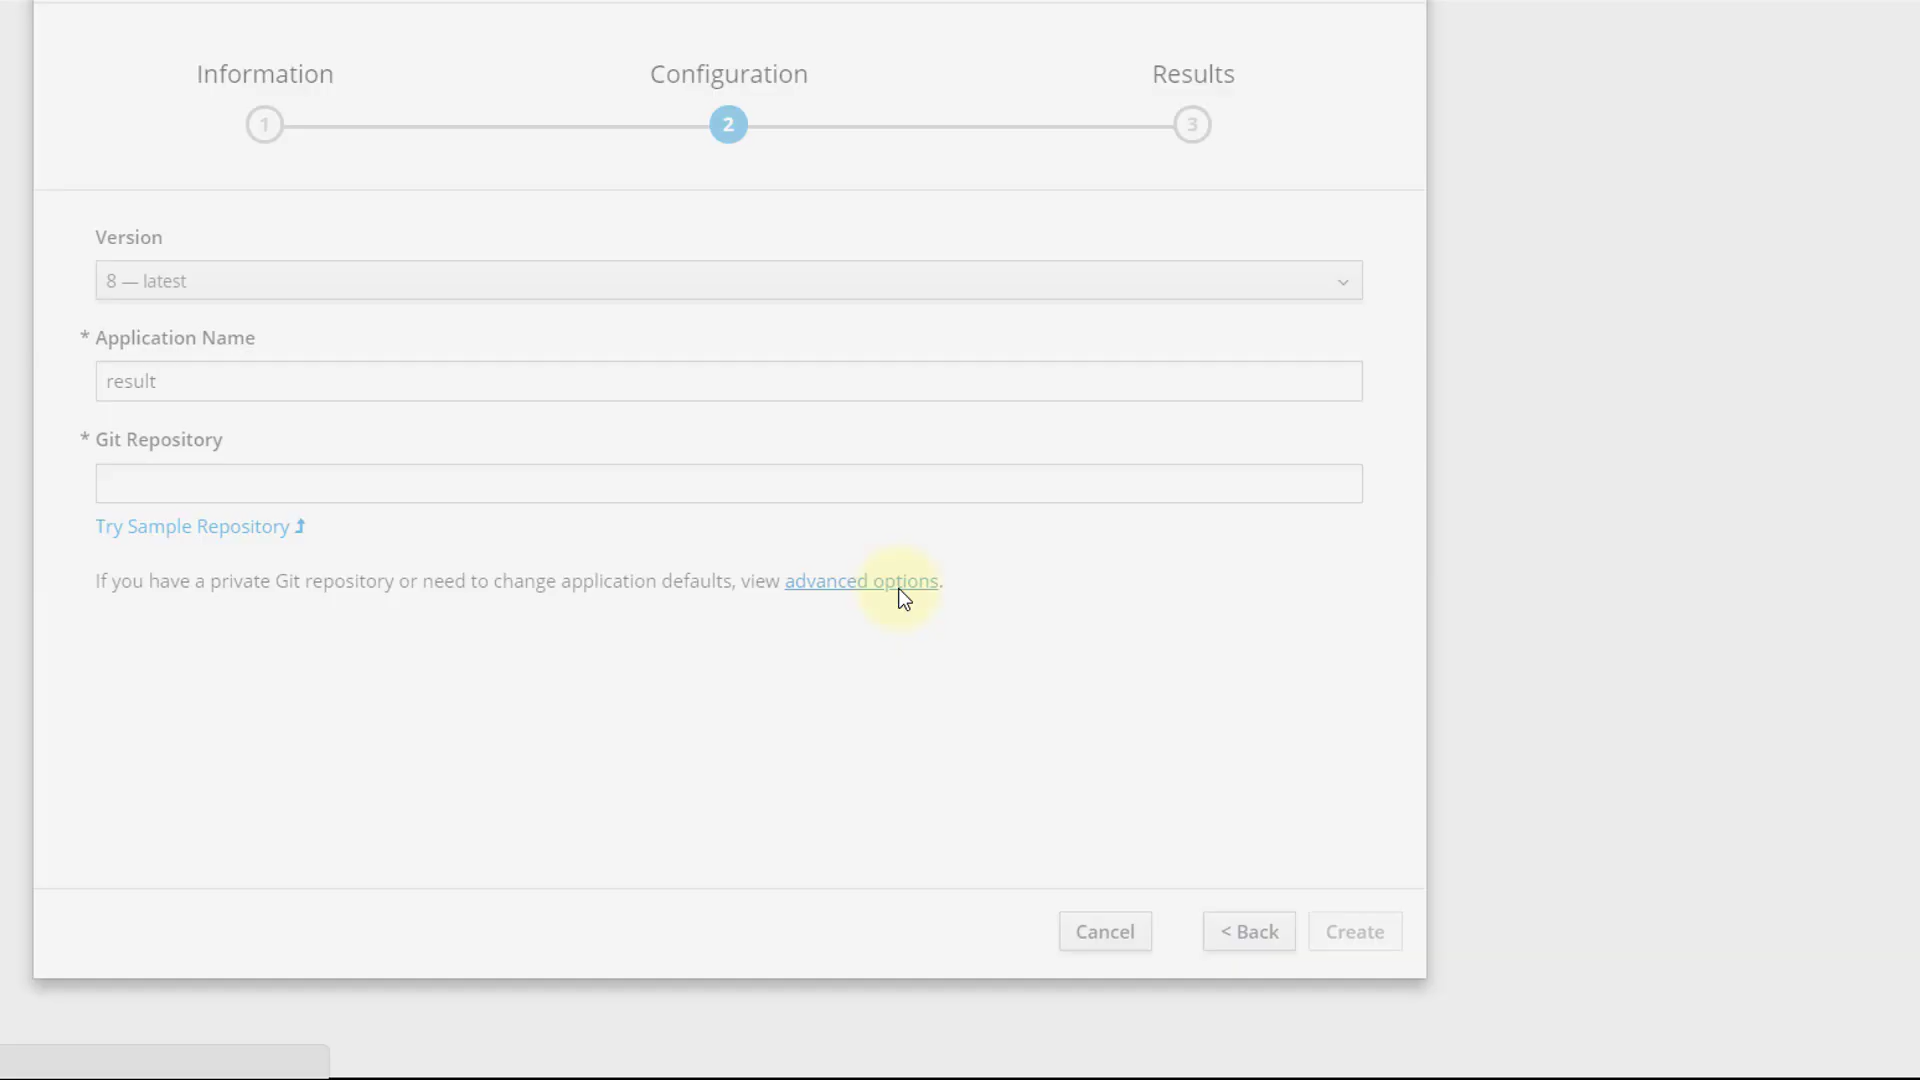 Information
Configuration
Results
1
2
3
Version
8 — latest
* Application Name
result
* Git Repository
Try Sample Repository
If you have a private Git repository or need to change application defaults, view advanced options.
Cancel
< Back
Create